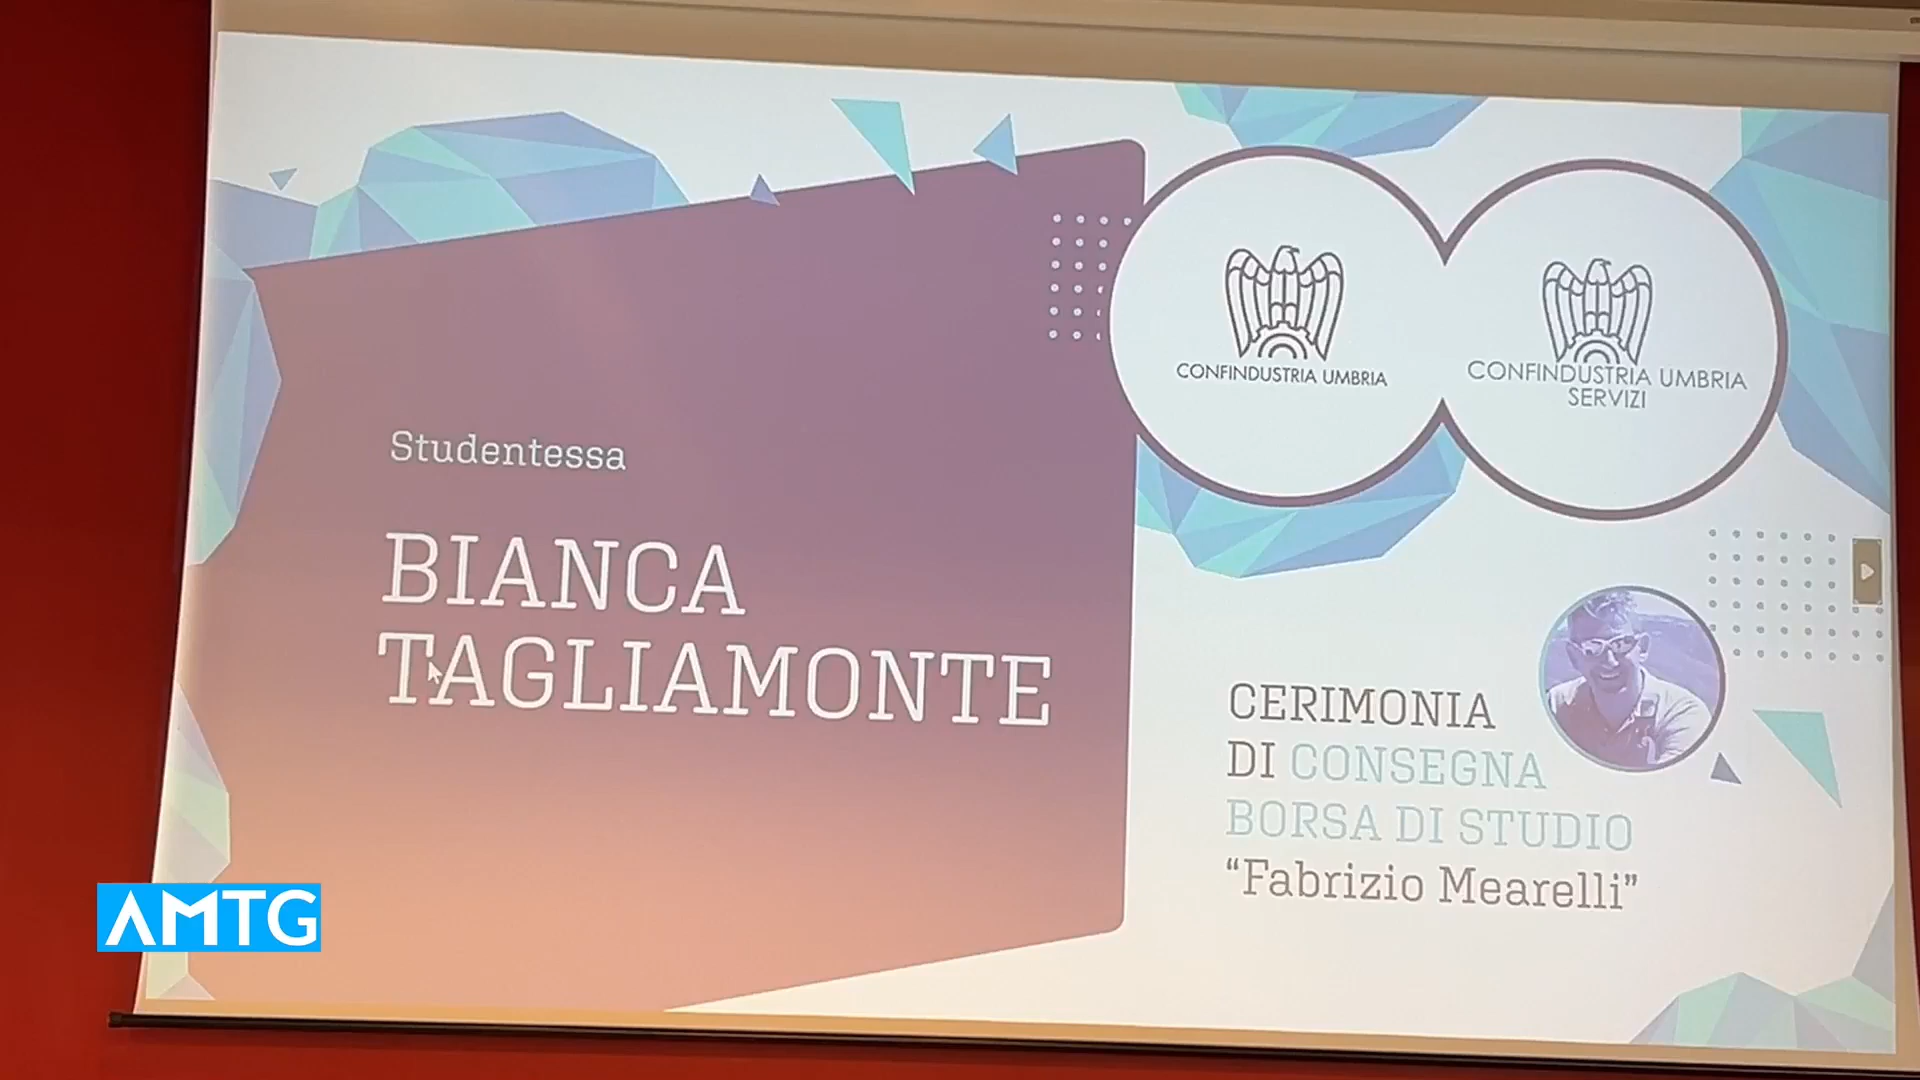 CONFINDUSTRIA UMBRIA
CONFINDUSTRIA UMBRIA
SERVIZI
Studentessa
BIANCA
TAGLIAMONTE
CERIMONIA
DI CONSEGNA
BORSA DI STUDIO
“Fabrizio Mearelli”
AMTG